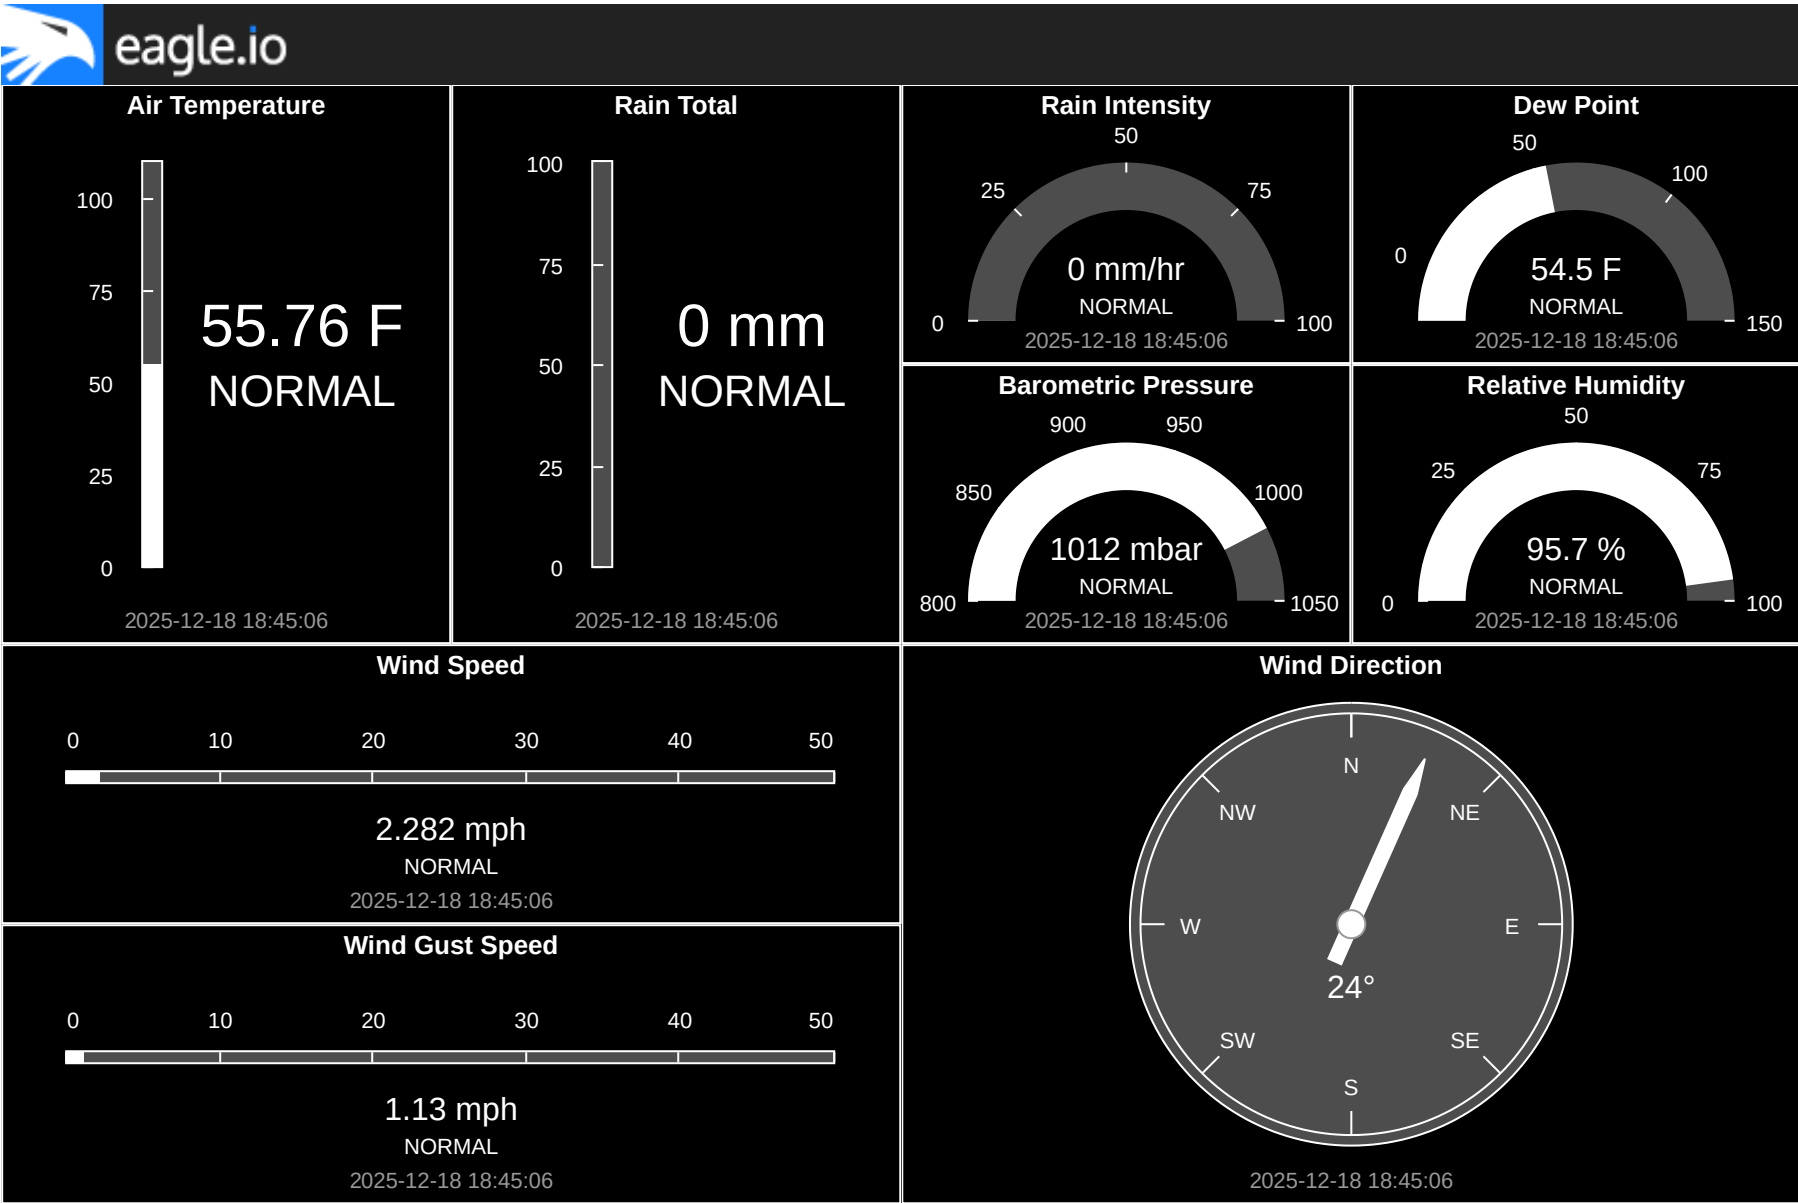 eagle.io
Air Temperature
100
75
50
25
0
55.76 F
NORMAL
2025-12-18 18:45:06
Rain Total
100
75
50
25
0
0 mm
NORMAL
2025-12-18 18:45:06
Rain Intensity
0
25
50
75
100
0 mm/hr
NORMAL
2025-12-18 18:45:06
Dew Point
0
50
100
150
54.5 F
NORMAL
2025-12-18 18:45:06
Barometric Pressure
800
850
900
950
1000
1050
1012 mbar
NORMAL
2025-12-18 18:45:06
Relative Humidity
0
25
50
75
100
95.7 %
NORMAL
2025-12-18 18:45:06
Wind Speed
0 10 20 30 40 50
2.282 mph
NORMAL
2025-12-18 18:45:06
Wind Gust Speed
0 10 20 30 40 50
1.13 mph
NORMAL
2025-12-18 18:45:06
Wind Direction
N
NW NE
W E
24°
SW SE
S
2025-12-18 18:45:06